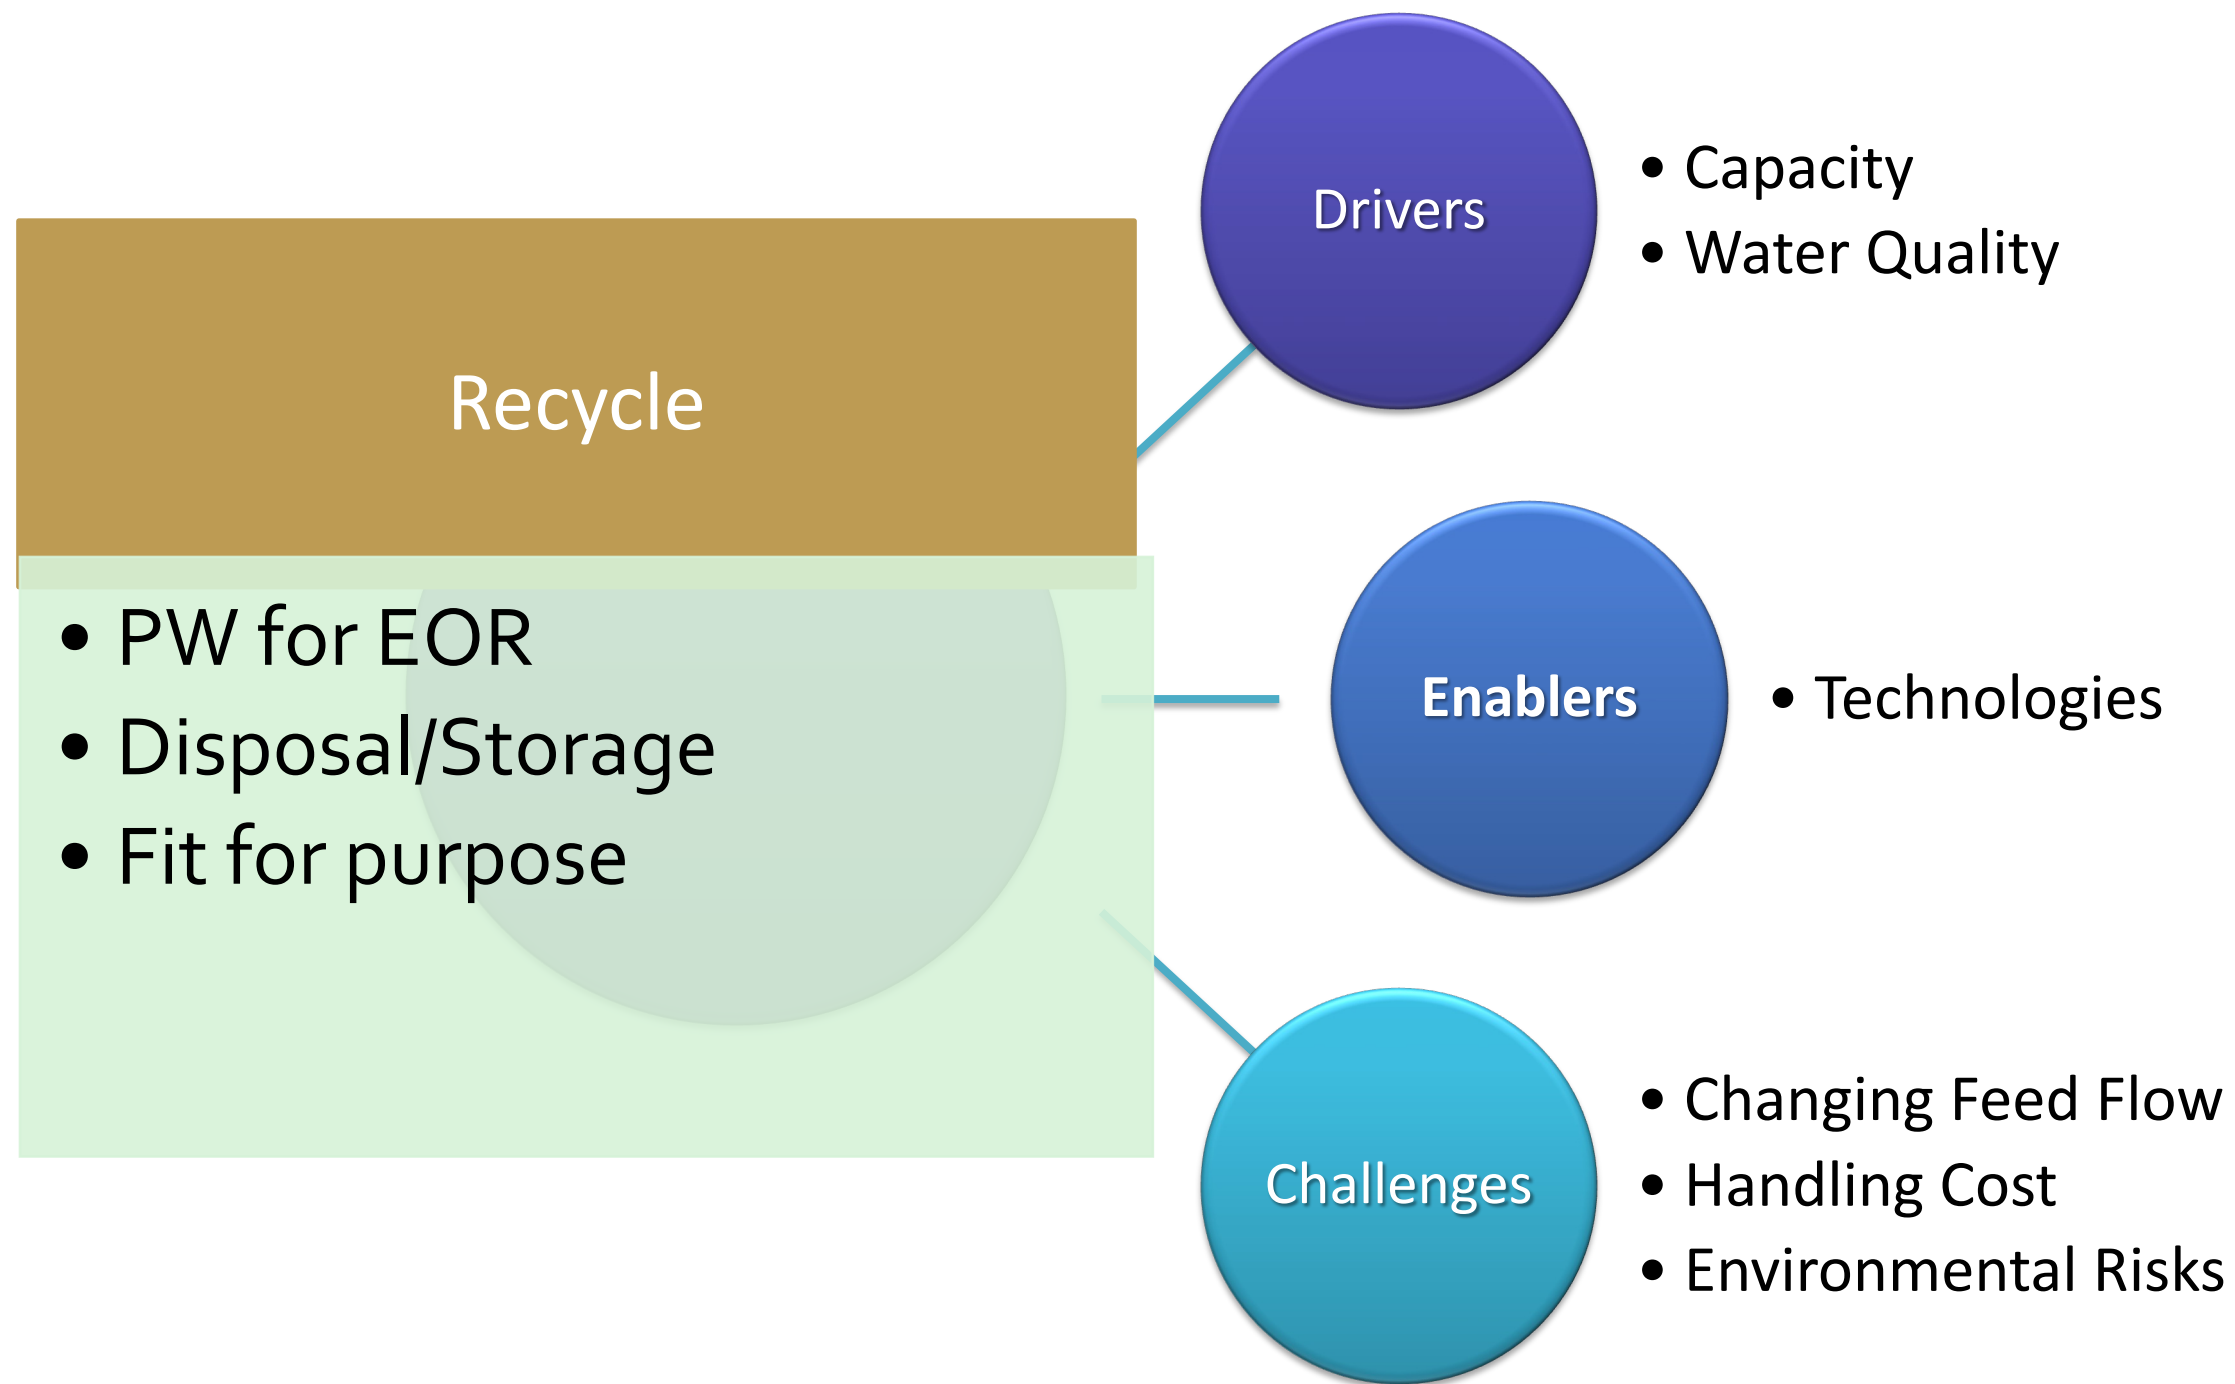 Recycle
• PW for EOR
• Disposal/Storage
• Fit for purpose
Drivers
• Capacity
• Water Quality
Enablers
• Technologies
Challenges
• Changing Feed Flow
• Handling Cost
• Environmental Risks